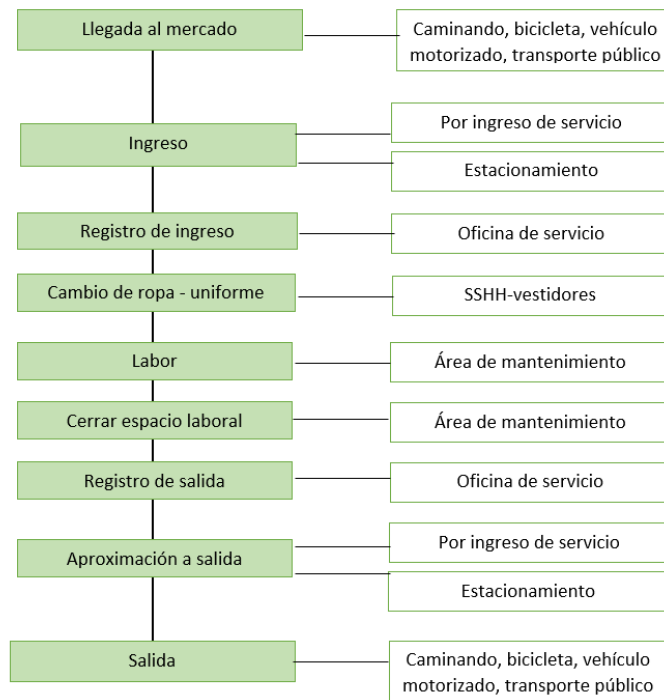 Llegada al mercado
Caminando, bicicleta, vehículo
motorizado, transporte público
Ingreso
Por ingreso de servicio
Estacionamiento
Registro de ingreso
Oficina de servicio
Cambio de ropa - uniforme
SSHH-vestidores
Labor
Área de mantenimiento
Cerrar espacio laboral
Área de mantenimiento
Registro de salida
Oficina de servicio
Aproximación a salida
Por ingreso de servicio
Estacionamiento
Salida
Caminando, bicicleta, vehículo
motorizado, transporte público